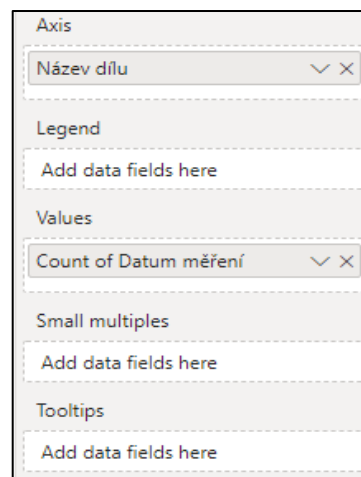 Axis
Název dílu
Legend
Add data fields here
Values
Count of Datum měření
Small multiples
Add data fields here
Tooltips
Add data fields here